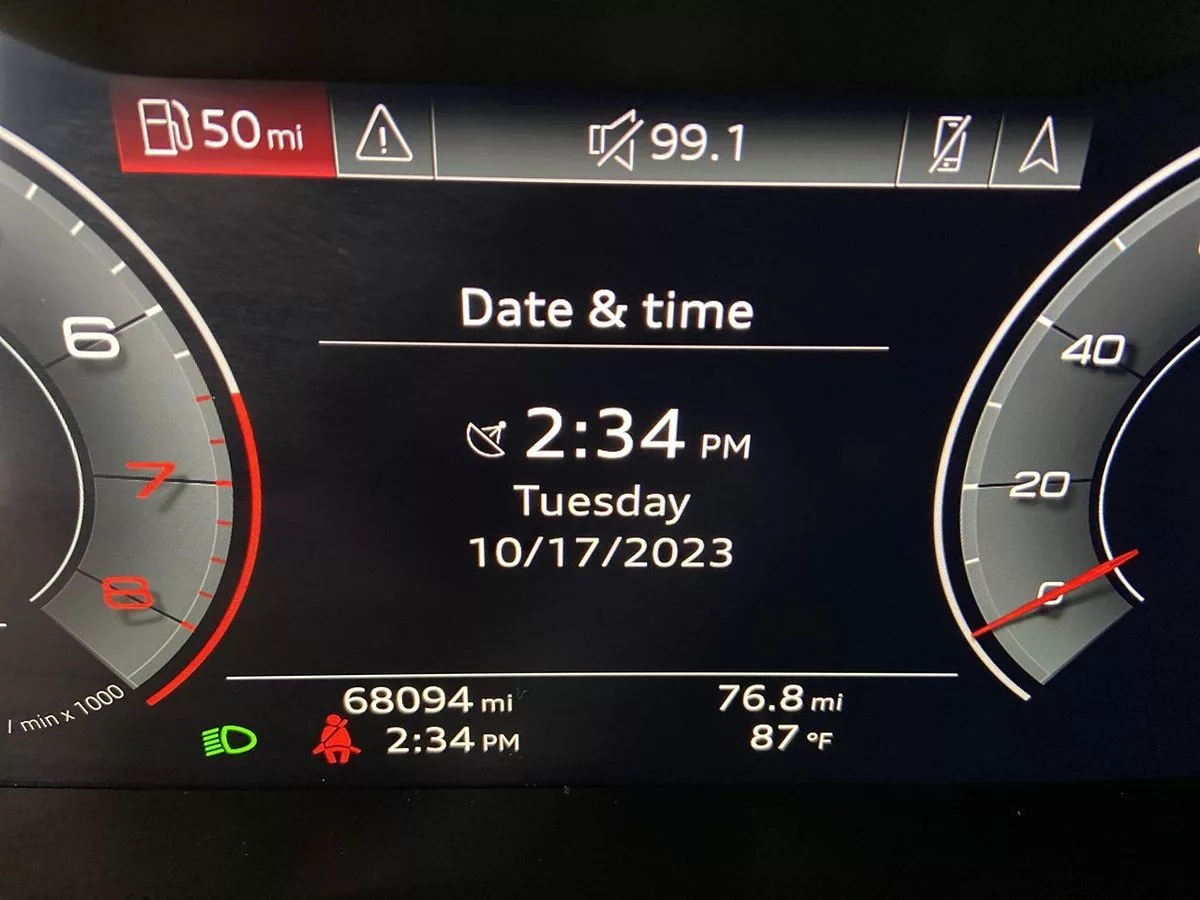 50 mi
99.1
Date & time
2:34 PM
Tuesday
10/17/2023
6
7
8
/ min x 1000
40
20
0
68094 mi
76.8 mi
2:34 PM
87 °F